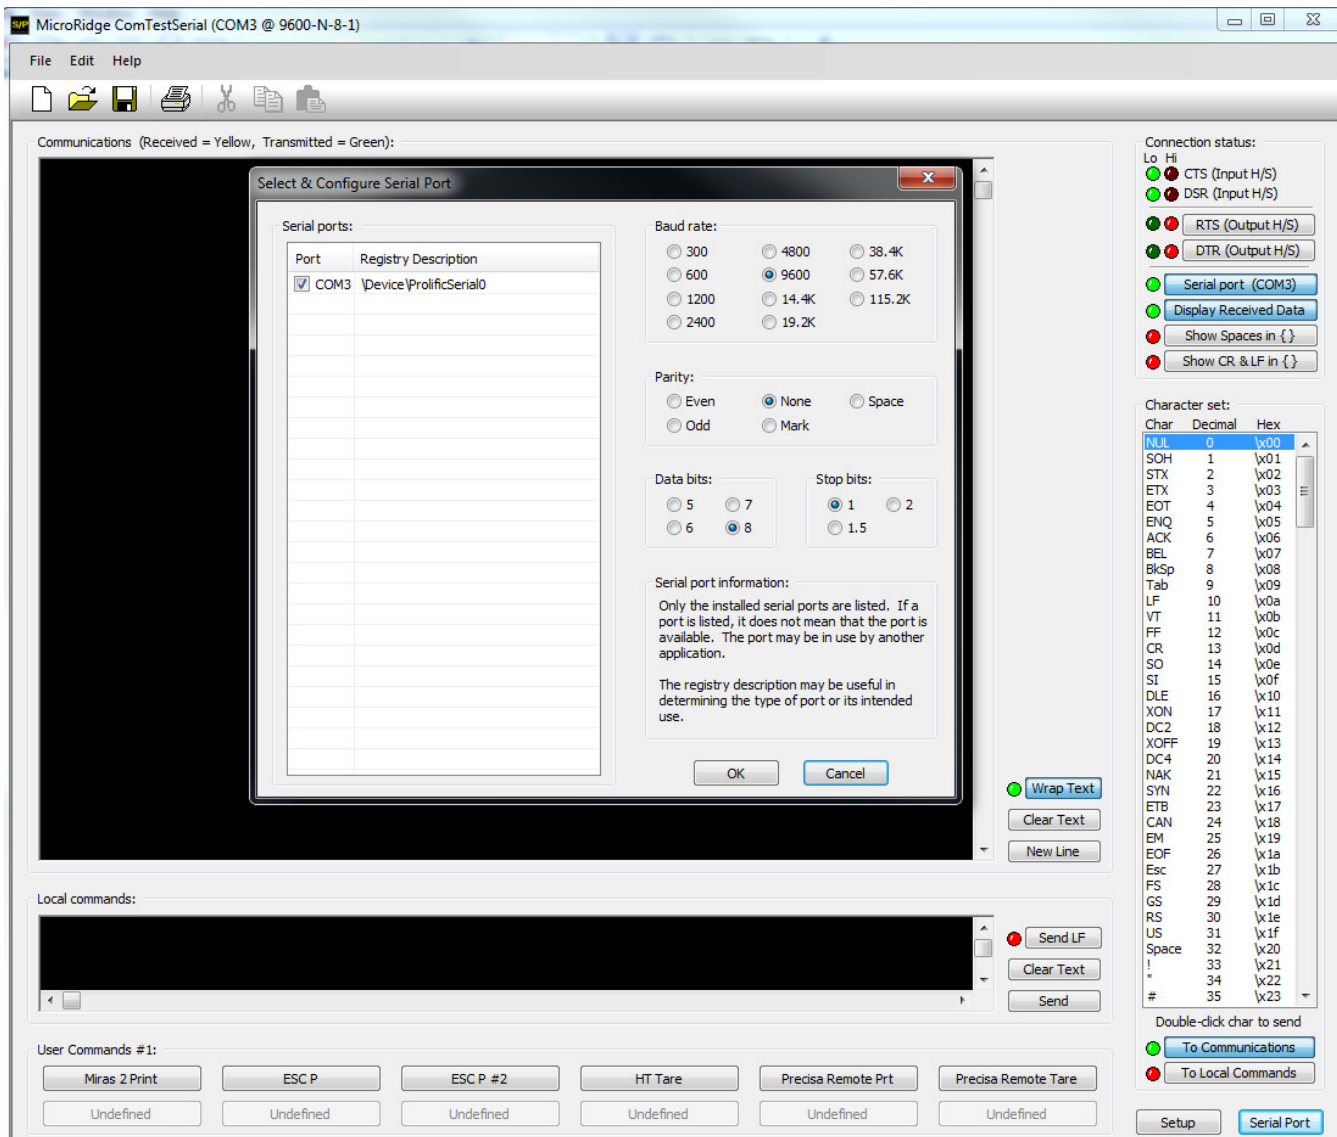 S/P MicroRidge ComTestSerial (COM3 @ 9600-N-8-1)
File Edit Help
Communications (Received = Yellow, Transmitted = Green):
Select & Configure Serial Port
Serial ports:
Port Registry Description
COM3 \Device\ProlificSerial0
Baud rate:
300 4800 38.4K
600 9600 57.6K
1200 14.4K 115.2K
2400 19.2K
Parity:
Even None Space
Odd Mark
Data bits:
5 7
6 8
Stop bits:
1 2
1.5
Serial port information:
Only the installed serial ports are listed. If a
port is listed, it does not mean that the port is
available. The port may be in use by another
application.
The registry description may be useful in
determining the type of port or its intended
use.
OK Cancel
Wrap Text
Clear Text
New Line
Local commands:
Send LF
Clear Text
Send
User Commands #1:
Miras 2 Print ESC P ESC P #2 HT Tare Precisa Remote Prt Precisa Remote Tare
Undefined Undefined Undefined Undefined Undefined Undefined
Connection status:
Lo Hi
CTS (Input H/S)
DSR (Input H/S)
RTS (Output H/S)
DTR (Output H/S)
Serial port (COM3)
Display Received Data
Show Spaces in { }
Show CR & LF in { }
Character set:
Char Decimal Hex
NUL 0 \x00
SOH 1 \x01
STX 2 \x02
ETX 3 \x03
EOT 4 \x04
ENQ 5 \x05
ACK 6 \x06
BEL 7 \x07
BkSp 8 \x08
Tab 9 \x09
LF 10 \x0a
VT 11 \x0b
FF 12 \x0c
CR 13 \x0d
SO 14 \x0e
SI 15 \x0f
DLE 16 \x10
XON 17 \x11
DC2 18 \x12
XOFF 19 \x13
DC4 20 \x14
NAK 21 \x15
SYN 22 \x16
ETB 23 \x17
CAN 24 \x18
EM 25 \x19
EOF 26 \x1a
Esc 27 \x1b
FS 28 \x1c
GS 29 \x1d
RS 30 \x1e
US 31 \x1f
Space 32 \x20
! 33 \x21
" 34 \x22
# 35 \x23
Double-click char to send
To Communications
To Local Commands
Setup Serial Port